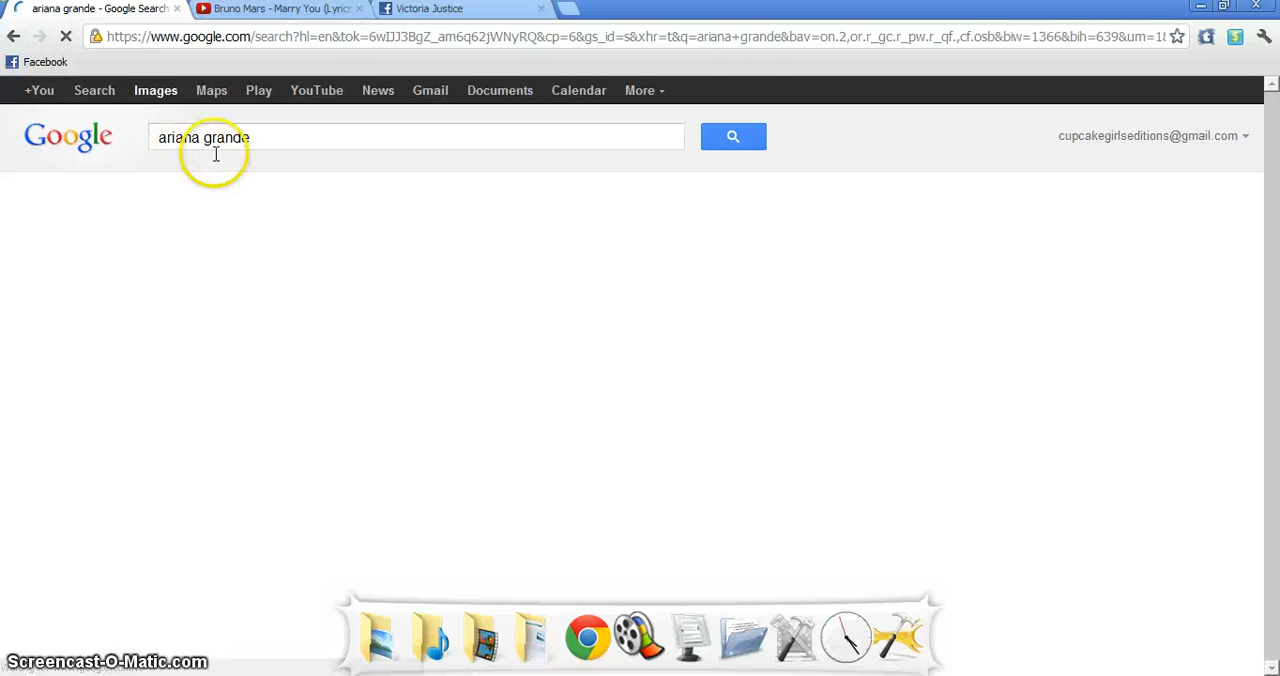 ariana grande - Google Search
Bruno Mars - Marry You (Lyrics
Victoria Justice
https://www.google.com/search?hl=en&tok=6wIJJ3BgZ_am6q62jWNyRQ&cp=6&gs_id=s&xhr=t&q=ariana+grande&bav=on.2,or.r_gc.r_pw.r_qf.,cf.osb&biw=1366&bih=639&um=18
Facebook
+You Search Images Maps Play YouTube News Gmail Documents Calendar More
Google
ariana grande
cupcakegirlseditions@gmail.com
Screencast-O-Matic.com